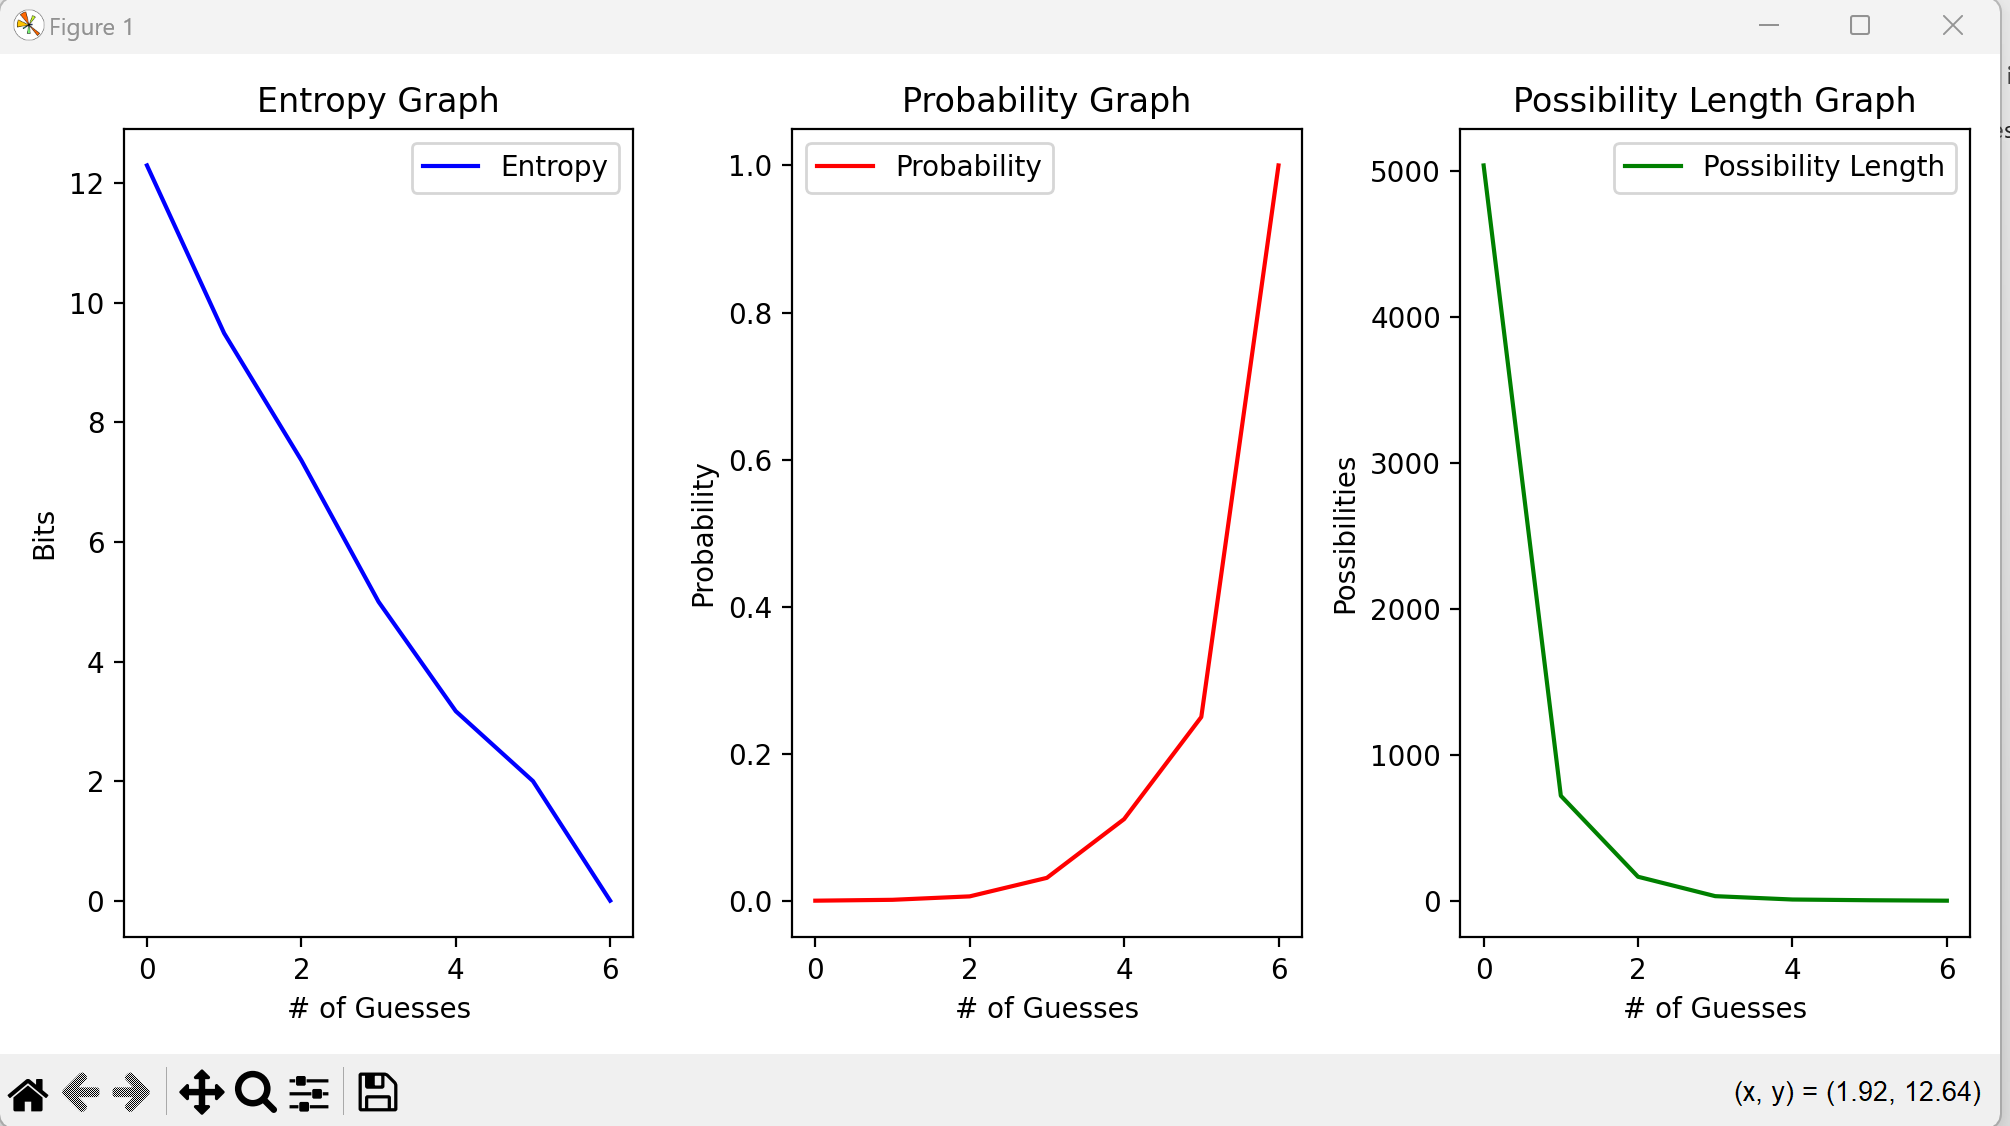 Figure 1
Entropy Graph
Entropy
12
10
8
6
4
2
0
Bits
0 2 4 6
# of Guesses
Probability Graph
Probability
1.0
0.8
0.6
0.4
0.2
0.0
Probability
0 2 4 6
# of Guesses
Possibility Length Graph
Possibility Length
5000
4000
3000
2000
1000
0
Possibilities
0 2 4 6
# of Guesses
(x, y) = (1.92, 12.64)